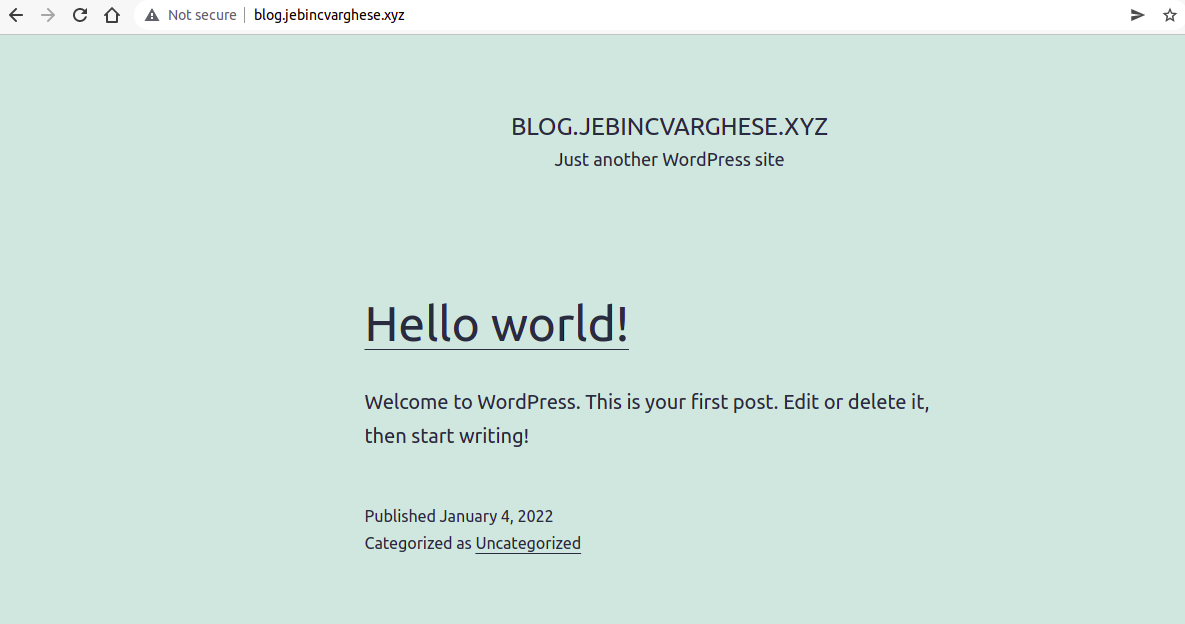 Not secure blog.jebincvarghese.xyz
BLOG.JEBINCVARGHESE.XYZ
Just another WordPress site
Hello world!
Welcome to WordPress. This is your first post. Edit or delete it,
then start writing!
Published January 4, 2022
Categorized as Uncategorized